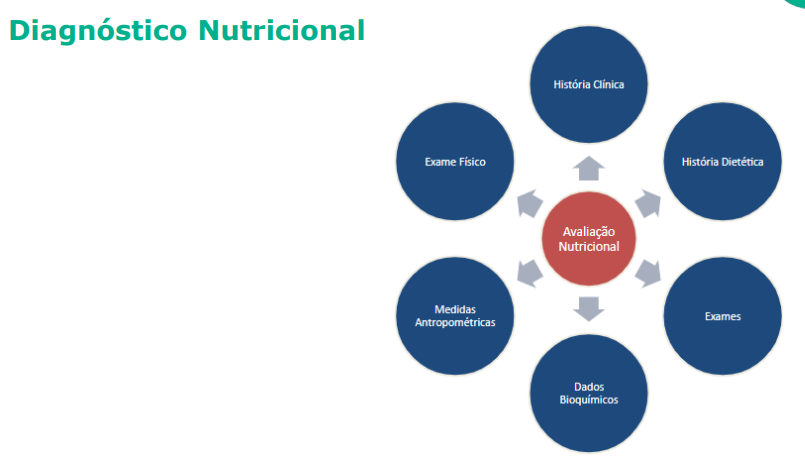 Diagnóstico Nutricional
História Clínica
Exame Físico
História Dietética
Avaliação
Nutricional
Medidas
Antropométricas
Exames
Dados
Bioquímicos